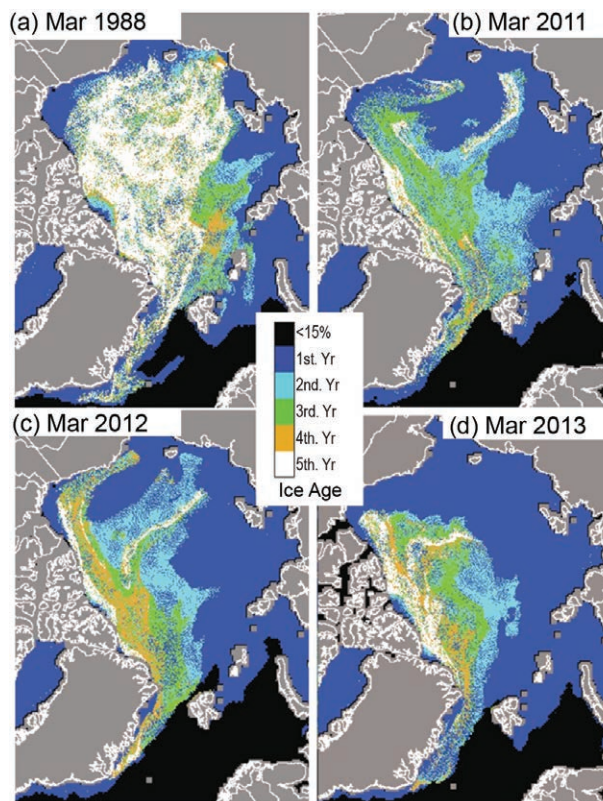 (a) Mar 1988
(b) Mar 2011
<15%
1st. Yr
2nd. Yr
3rd. Yr
4th. Yr
5th. Yr
Ice Age
(c) Mar 2012
(d) Mar 2013